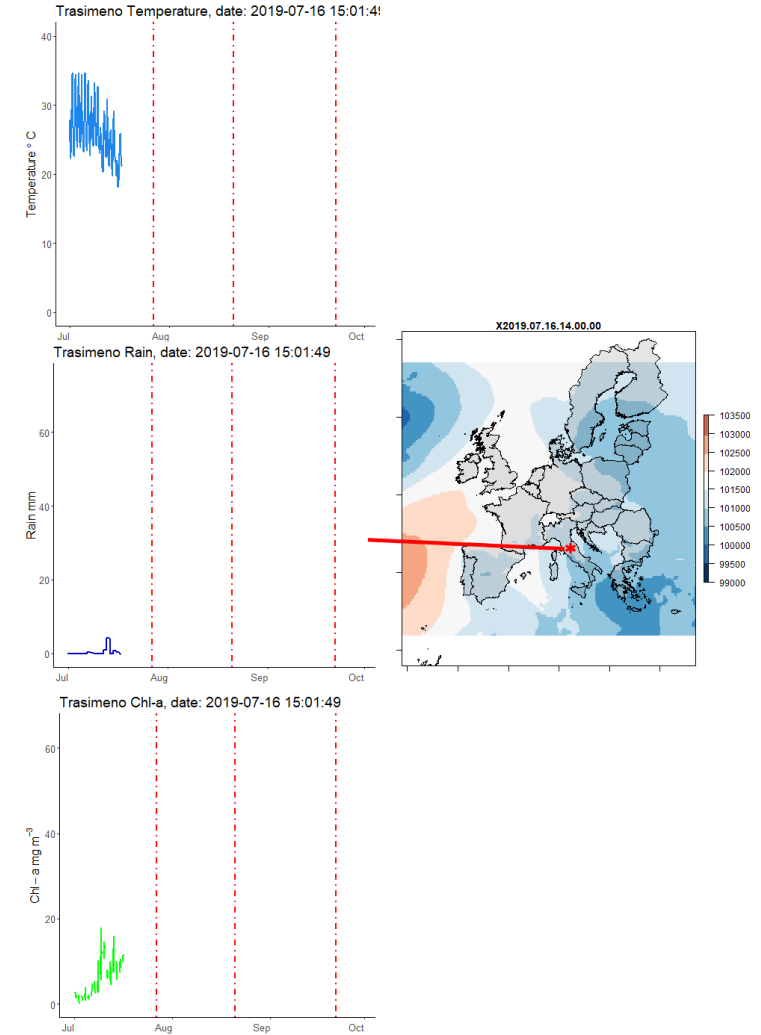 Trasimeno Temperature, date: 2019-07-16 15:01:49
40
30
20
10
0
Temperature ° C
Jul Aug Sep Oct
Trasimeno Rain, date: 2019-07-16 15:01:49
60
40
20
0
Rain mm
Jul Aug Sep Oct
X2019.07.16.14.00.00
103500
103000
102500
102000
101500
101000
100500
100000
99500
99000
Trasimeno Chl-a, date: 2019-07-16 15:01:49
60
40
20
0
Chl − a mg m⁻³
Jul Aug Sep Oct